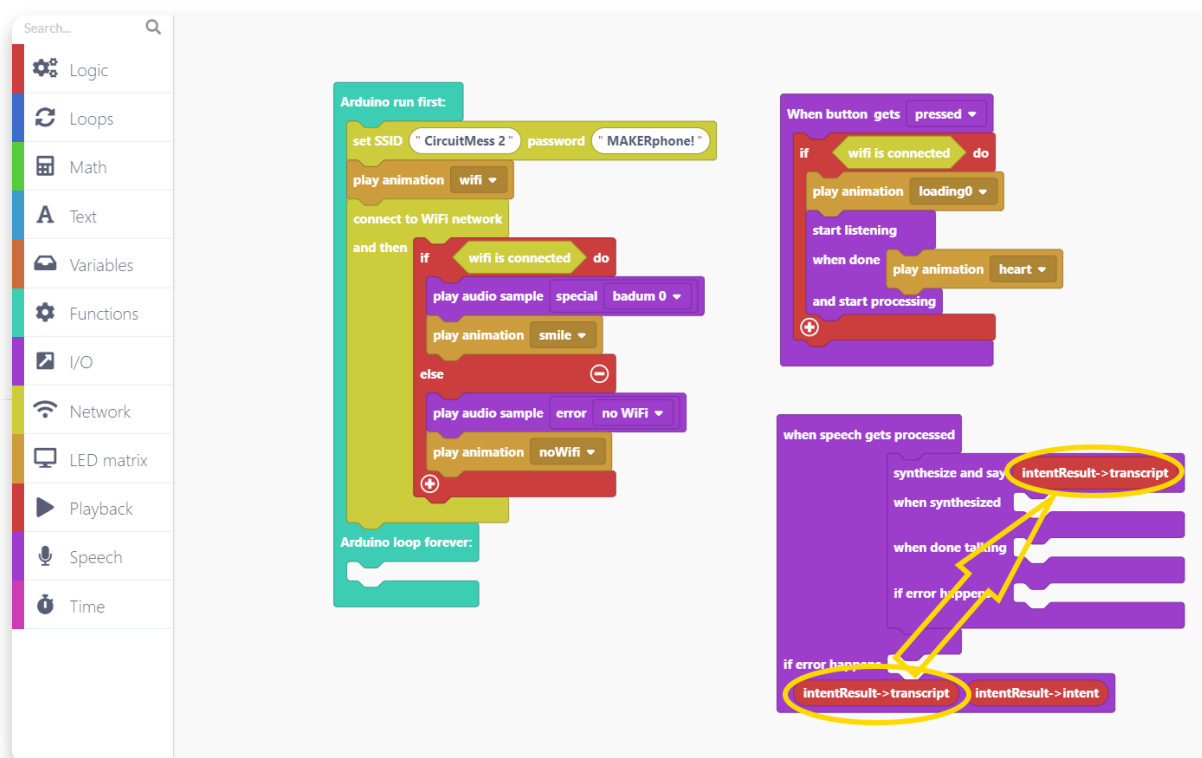 Search...
Logic
Loops
Math
Text
Variables
Functions
I/O
Network
LED matrix
Playback
Speech
Time
Arduino run first:
set SSID " CircuitMess 2 " password " MAKERphone! "
play animation wifi
connect to WiFi network
and then
if wifi is connected do
play audio sample special badum 0
play animation smile
else
play audio sample error no WiFi
play animation noWifi
Arduino loop forever:
When button gets pressed
if wifi is connected do
play animation loading0
start listening
when done play animation heart
and start processing
when speech gets processed
synthesize and say intentResult->transcript
when synthesized
when done talking
if error happens
if error happens
intentResult->transcript intentResult->intent